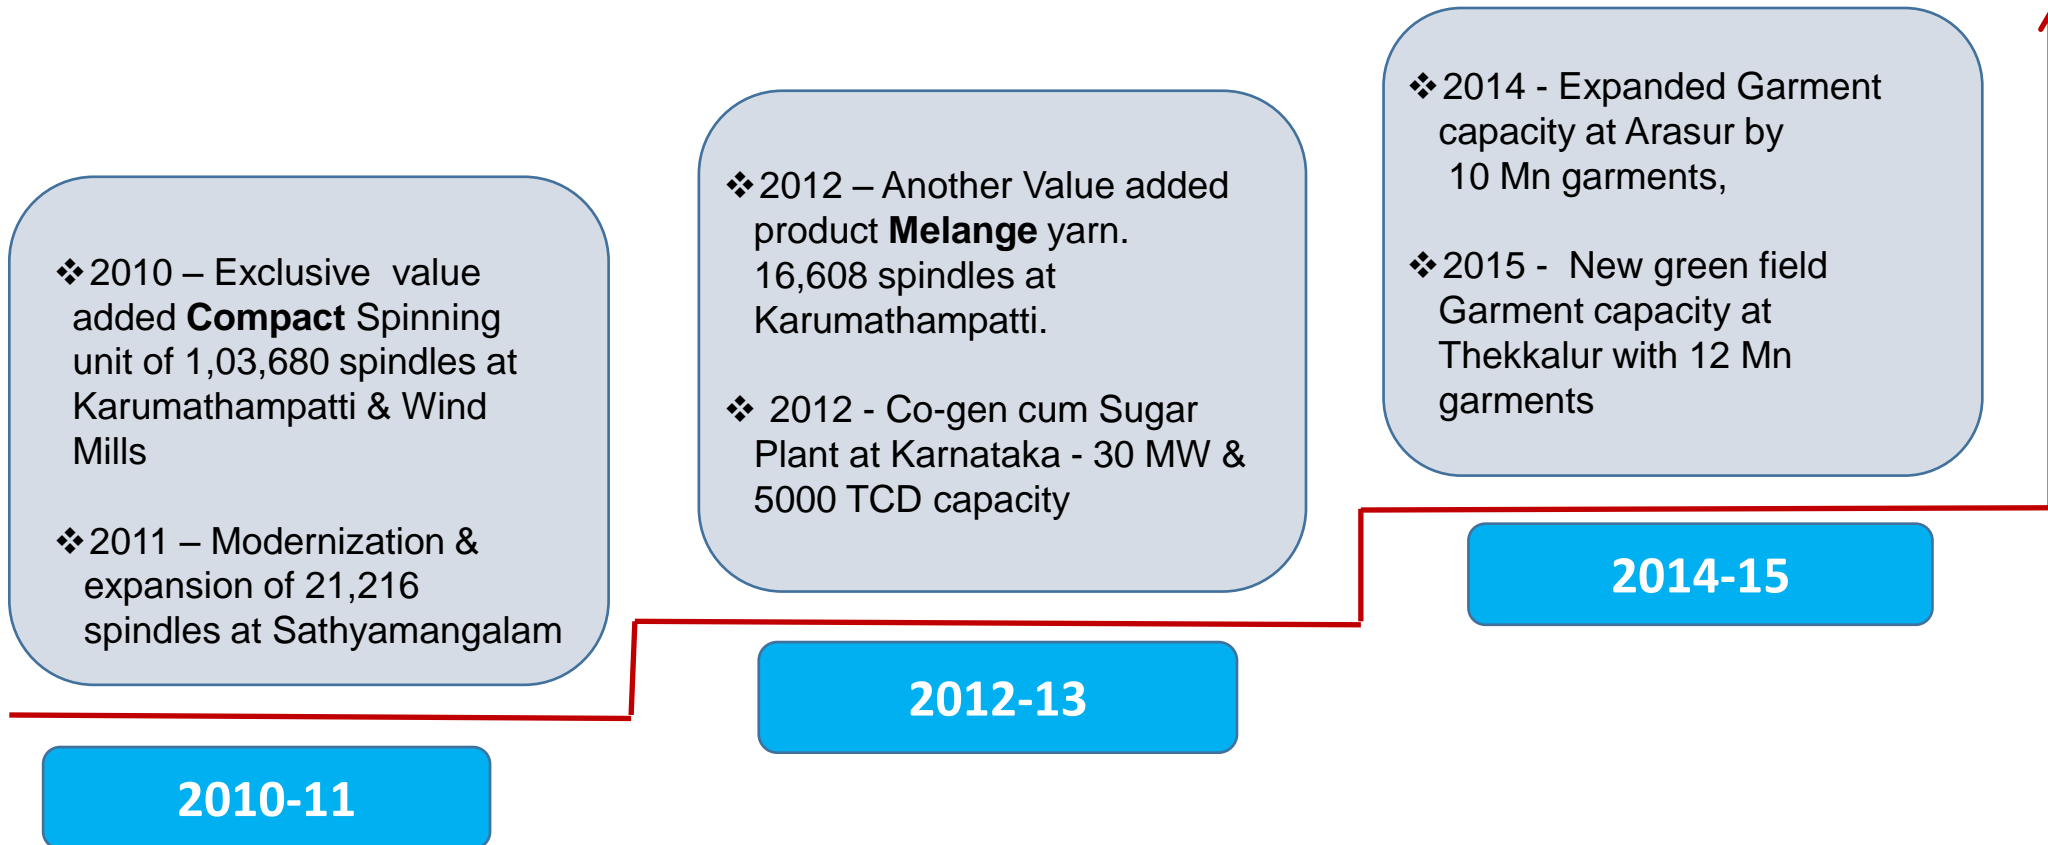 ❖2010 – Exclusive  value
added Compact Spinning
unit of 1,03,680 spindles at
Karumathampatti & Wind
Mills
❖2011 – Modernization &
expansion of 21,216
spindles at Sathyamangalam
2010-11
❖2012 – Another Value added
product Melange yarn.
16,608 spindles at
Karumathampatti.
❖ 2012 - Co-gen cum Sugar
Plant at Karnataka - 30 MW &
5000 TCD capacity
2012-13
❖2014 - Expanded Garment
capacity at Arasur by
10 Mn garments,
❖2015 -  New green field
Garment capacity at
Thekkalur with 12 Mn
garments
2014-15